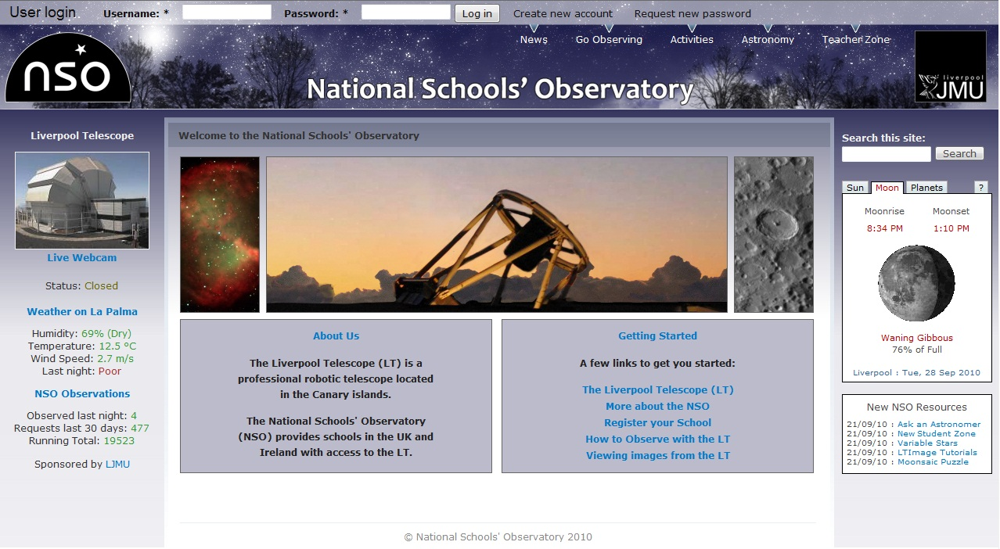 User login Username: * Password: * Log in Create new account Request new password
nso
News Go Observing Activities Astronomy Teacher Zone
National Schools' Observatory
liverpool
JMU
Liverpool Telescope
Live Webcam
Status: Closed
Weather on La Palma
Humidity: 69% (Dry)
Temperature: 12.5 °C
Wind Speed: 2.7 m/s
Last night: Poor
NSO Observations
Observed last night: 4
Requests last 30 days: 477
Running Total: 19523
Sponsored by LJMU
Welcome to the National Schools' Observatory
About Us
The Liverpool Telescope (LT) is a
professional robotic telescope located
in the Canary islands.
The National Schools' Observatory
(NSO) provides schools in the UK and
Ireland with access to the LT.
Getting Started
A few links to get you started:
The Liverpool Telescope (LT)
More about the NSO
Register your School
How to Observe with the LT
Viewing images from the LT
Search this site:
Search
Sun Moon Planets ?
Moonrise Moonset
8:34 PM 1:10 PM
Waning Gibbous
76% of Full
Liverpool : Tue, 28 Sep 2010
New NSO Resources
21/09/10 : Ask an Astronomer
21/09/10 : New Student Zone
21/09/10 : Variable Stars
21/09/10 : LTImage Tutorials
21/09/10 : Moonsaic Puzzle
© National Schools' Observatory 2010